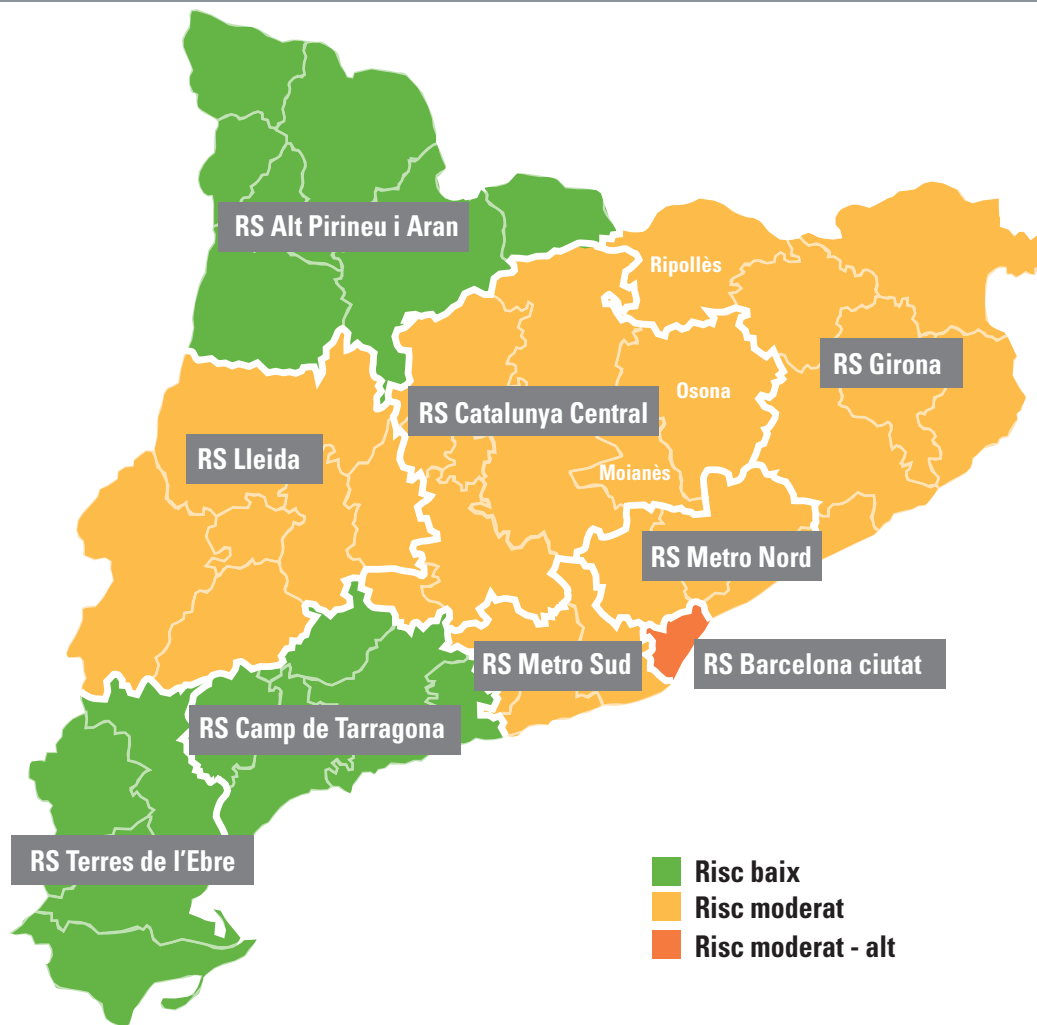 RS Alt Pirineu i Aran
Ripollès
RS Girona
Osona
RS Catalunya Central
RS Lleida
Moianès
RS Metro Nord
RS Metro Sud
RS Barcelona ciutat
RS Camp de Tarragona
RS Terres de l'Ebre
Risc baix
Risc moderat
Risc moderat - alt